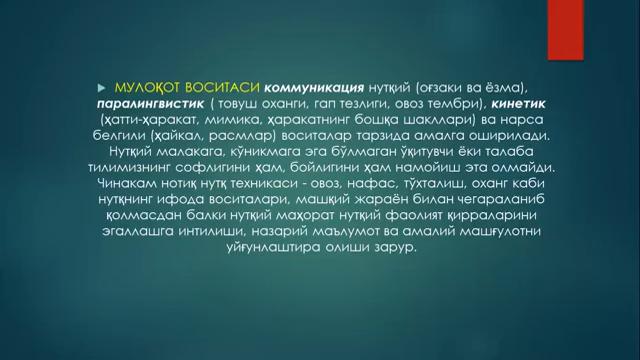 МУЛОҚОТ ВОСИТАСИ коммуникация нутқий (оғзаки ва ёзма),
паралингвистик ( товуш оханги, гап тезлиги, овоз тембри), кинетик
(ҳатти-ҳаракат, мимика, ҳаракатнинг бошқа шакллари) ва нарса
белгили (ҳайкал, расмлар) воситалар тарзида амалга оширилади.
Нутқий малакага, кўникмага эга бўлмаган ўқитувчи ёки талаба
тилимизнинг софлигини ҳам, бойлигини ҳам намойиш эта олмайди.
Чинакам нотиқ нутқ техникаси - овоз, нафас, тўхталиш, оханг каби
нутқнинг ифода воситалари, машқий жараён билан чегараланиб
қолмасдан балки нутқий маҳорат нутқий фаолият қирраларини
эгаллашга интилиши, назарий маълумот ва амалий машғулотни
уйғунлаштира олиши зарур.